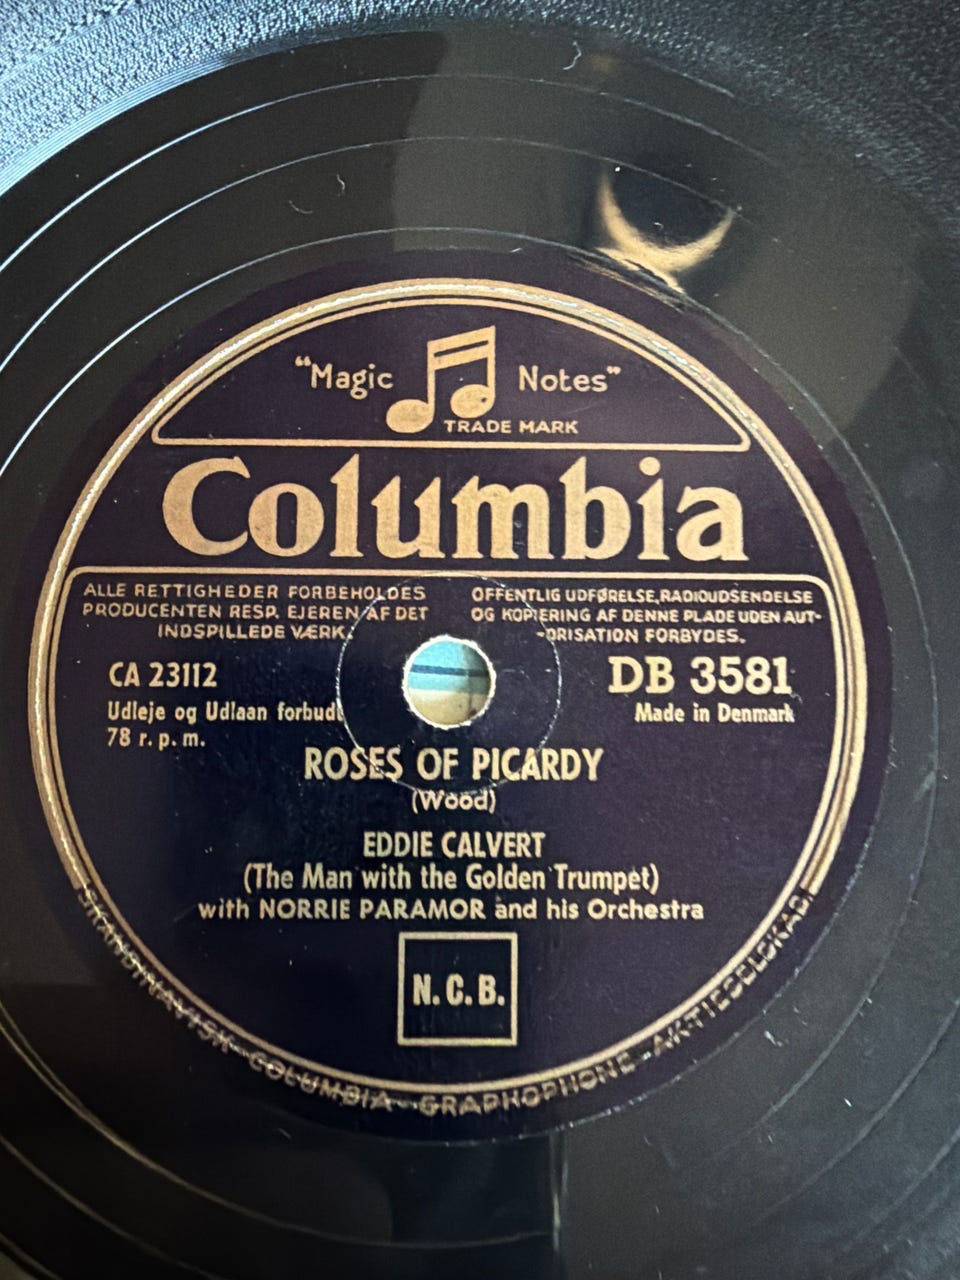 "Magic Notes"
TRADE MARK
Columbia
ALLE RETTIGHEDER FORBEHOLDES
PRODUCENTEN RESP. EJEREN AF DET
INDSPILLEDE VÆRK.
OFFENTLIG UDFØRELSE, RADIOUDSENDELSE
OG KOPIERING AF DENNE PLADE UDEN AUT-
ORISATION FORBYDES.
CA 23112
Udleje og Udlaan forbudt
78 r. p. m.
DB 3581
Made in Denmark
ROSES OF PICARDY
(Wood)
EDDIE CALVERT
(The Man with the Golden Trumpet)
with NORRIE PARAMOR and his Orchestra
N. C. B.
SKANDINAVISK-COLUMBIA-GRAPHOPHONE-AKTIESELSKAB